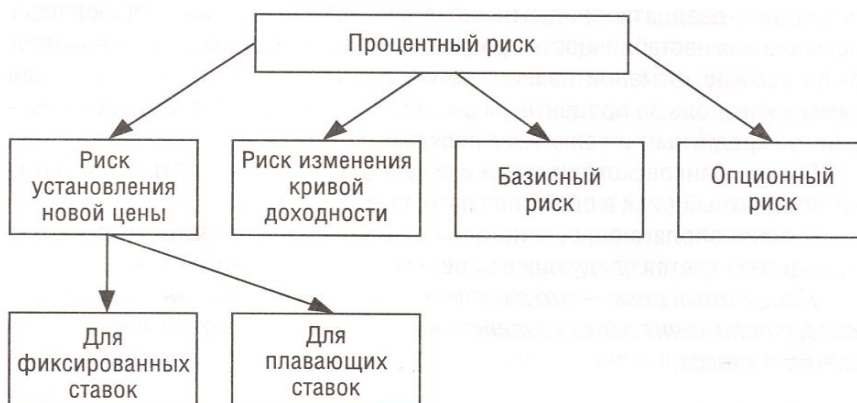 Процентный риск
Риск
установления
новой цены
Риск изменения
кривой
доходности
Базисный
риск
Опционный
риск
Для
фиксированных
ставок
Для
плавающих
ставок